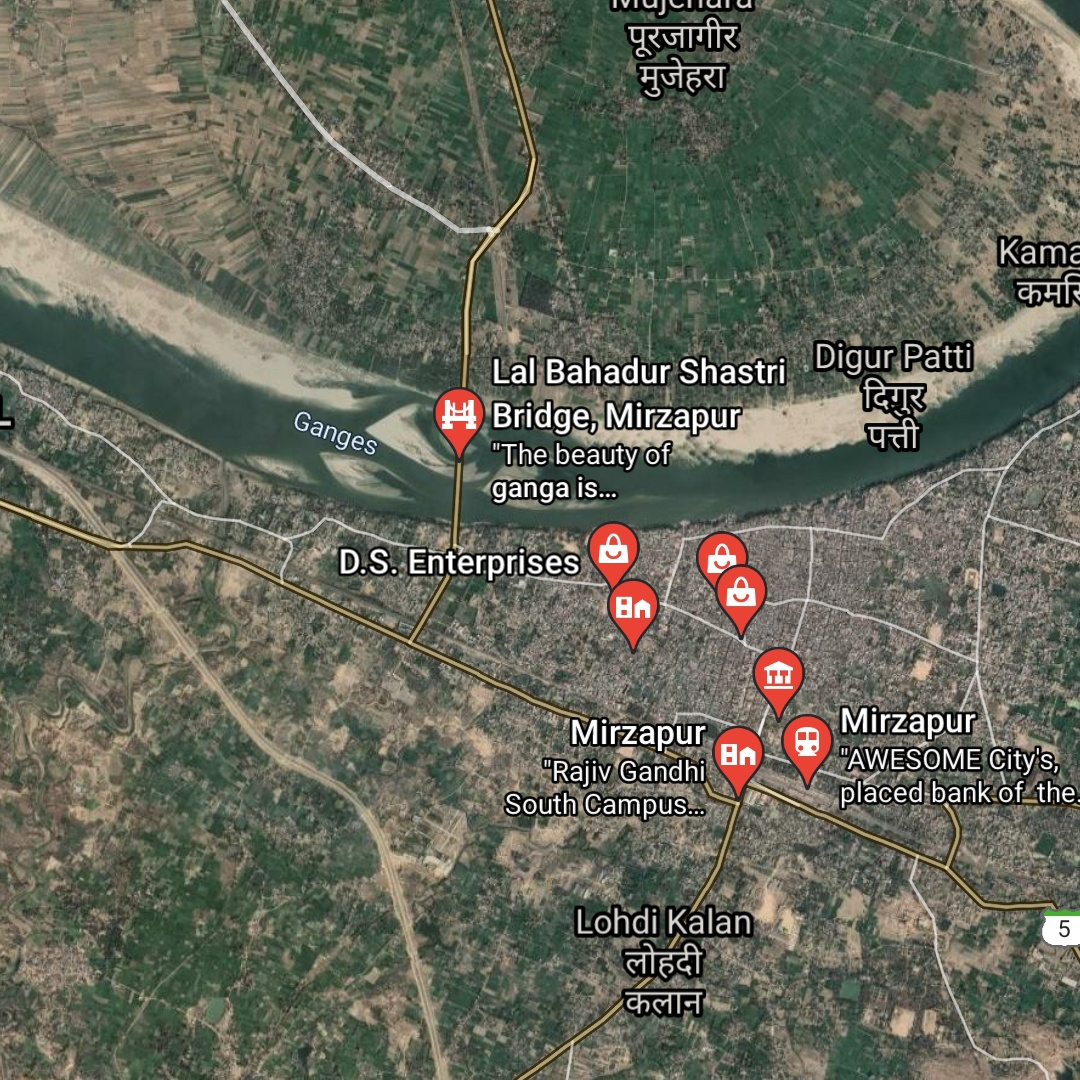 Mujehara
पूरजागीर
मुजेहरा
कमरि
Digur Patti
दिगुर
पत्ती
Lal Bahadur Shastri
Bridge, Mirzapur
"The beauty of
ganga is...
Ganges
D.S. Enterprises
Mirzapur
"Rajiv Gandhi
South Campus...
Mirzapur
"AWESOME City's,
placed bank of the
Lohdi Kalan
लोहदी
कलान
5